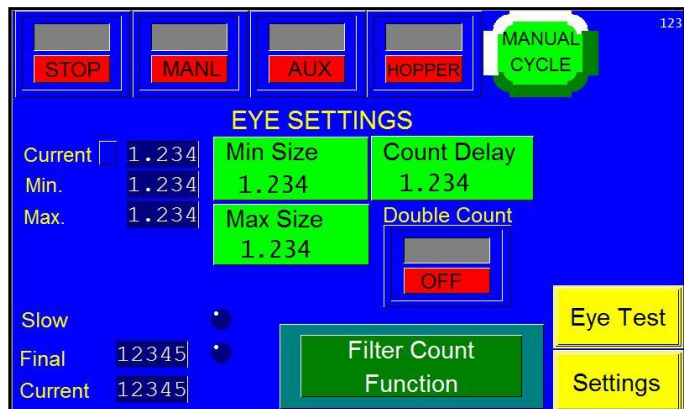 123
STOP MANL AUX HOPPER MANUAL
CYCLE
EYE SETTINGS
Current 1.234 Min Size Count Delay
Min. 1.234 1.234 1.234
Max. 1.234 Max Size Double Count
1.234
OFF
Slow
Final 12345
Current 12345
Filter Count
Function
Eye Test
Settings